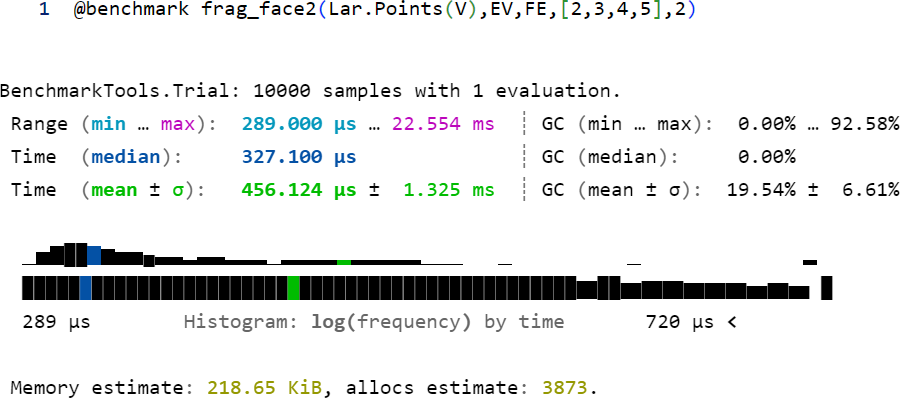 1 @benchmark frag_face2(Lar.Points(V),EV,FE,[2,3,4,5],2)
BenchmarkTools.Trial: 10000 samples with 1 evaluation.
Range (min … max): 289.000 μs … 22.554 ms ┊ GC (min … max): 0.00% … 92.58%
Time (median): 327.100 μs ┊ GC (median): 0.00%
Time (mean ± σ): 456.124 μs ± 1.325 ms ┊ GC (mean ± σ): 19.54% ± 6.61%
289 μs Histogram: log(frequency) by time 720 μs <
Memory estimate: 218.65 KiB, allocs estimate: 3873.